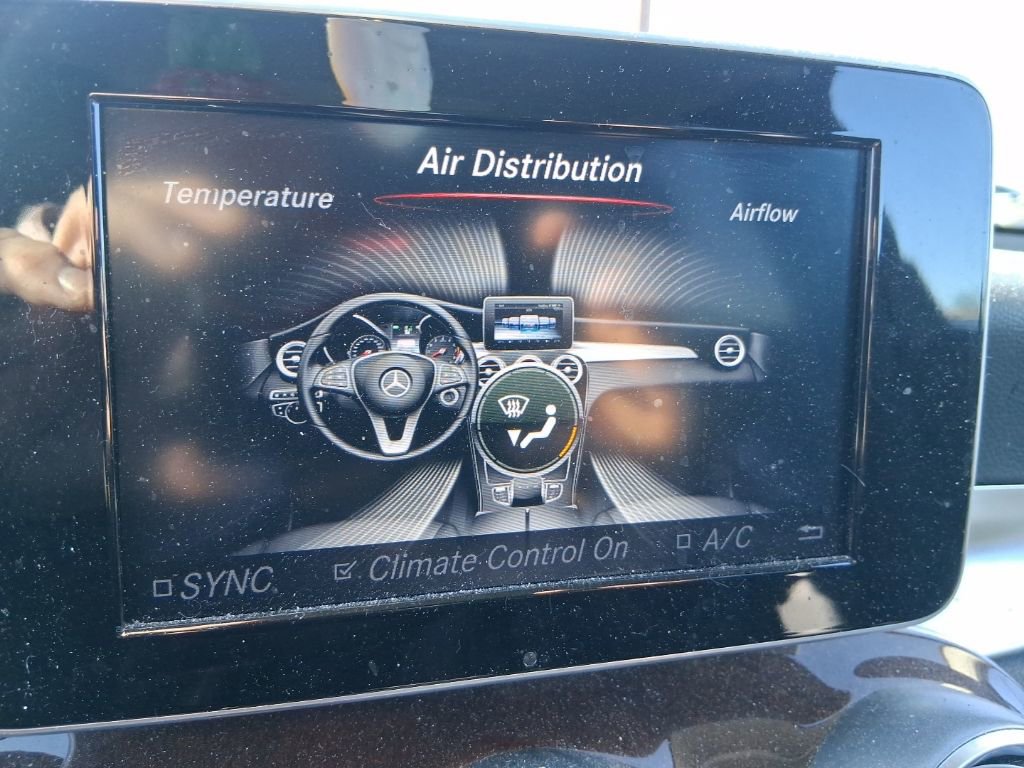 Air Distribution
Temperature
Airflow
SYNC
Climate Control On
A/C